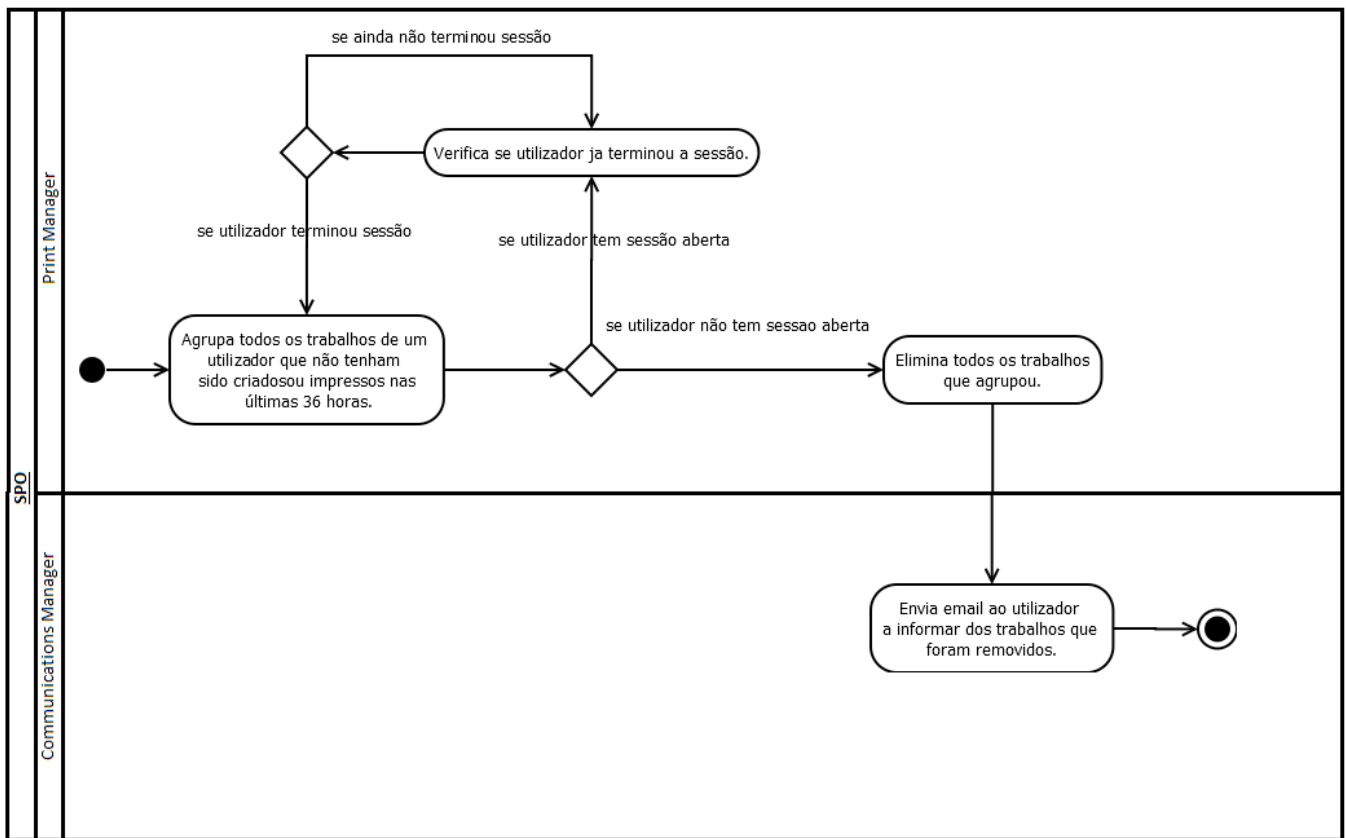 SPO
Print Manager
se ainda não terminou sessão
Verifica se utilizador ja terminou a sessão.
se utilizador terminou sessão
se utilizador tem sessão aberta
se utilizador não tem sessao aberta
Agrupa todos os trabalhos de um
utilizador que não tenham
sido criadosou impressos nas
últimas 36 horas.
Elimina todos os trabalhos
que agrupou.
Communications Manager
Envia email ao utilizador
a informar dos trabalhos que
foram removidos.